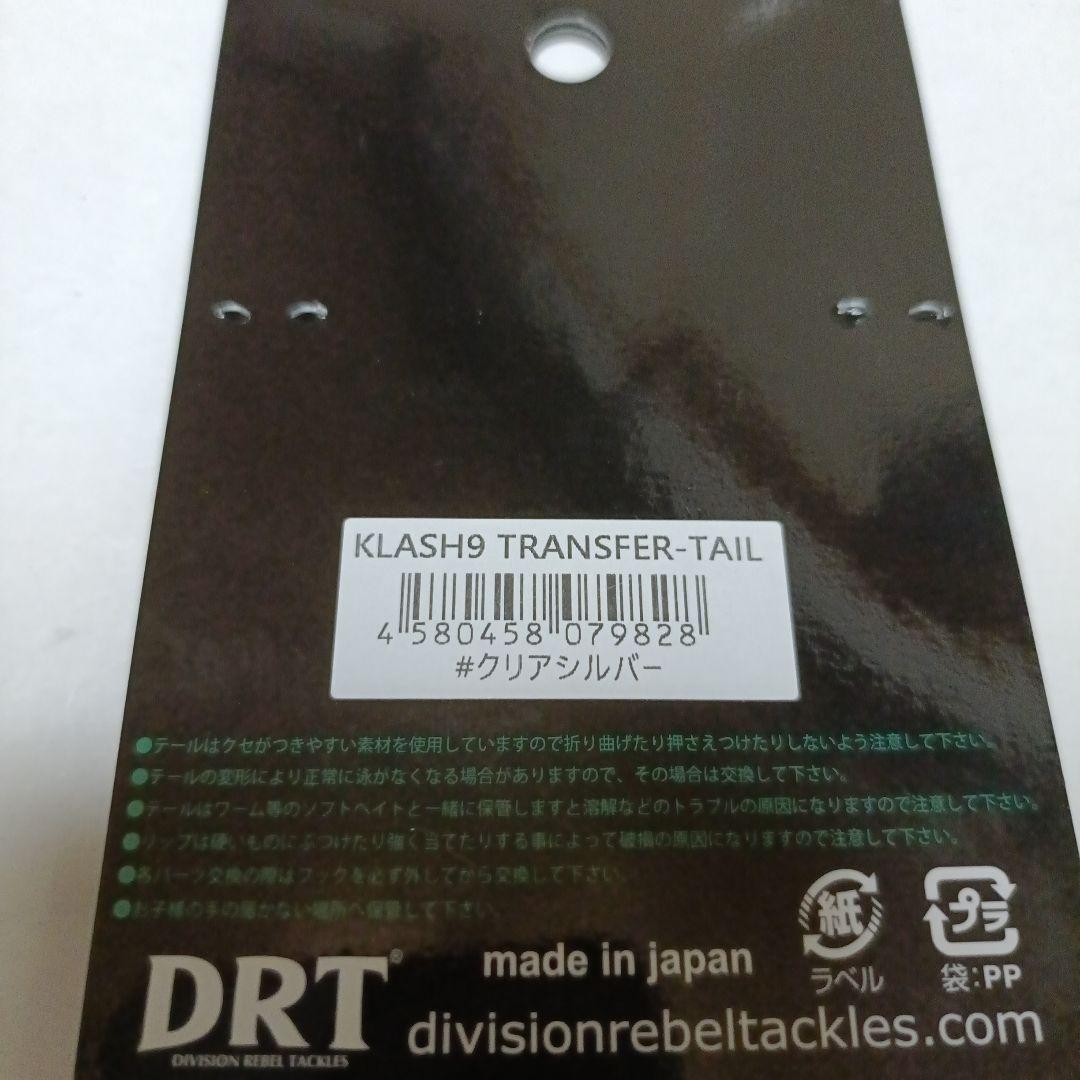 KLASH9 TRANSFER-TAIL
4 580458 079828
#クリアシルバー
●テールはクセがつきやすい素材を使用していますので折り曲げたり押さえつけたりしないよう注意して下さい。
●テールの変形により正常に泳がなくなる場合がありますので、その場合は交換して下さい。
●テールはワーム等のソフトベイトと一緒に保管しますと溶解などのトラブルの原因になりますので注意して下さい。
●リップは硬いものにぶつけたり強く当てたりする事によって破損の原因になりますので注意して下さい。
●各パーツ交換の際はフックを必ず外してから交換して下さい。
●お子様の手の届かない場所へ保管して下さい。
紙
プラ
ラベル
袋:PP
made in japan
DRT®
DIVISION REBEL TACKLES
divisionrebeltackles.com